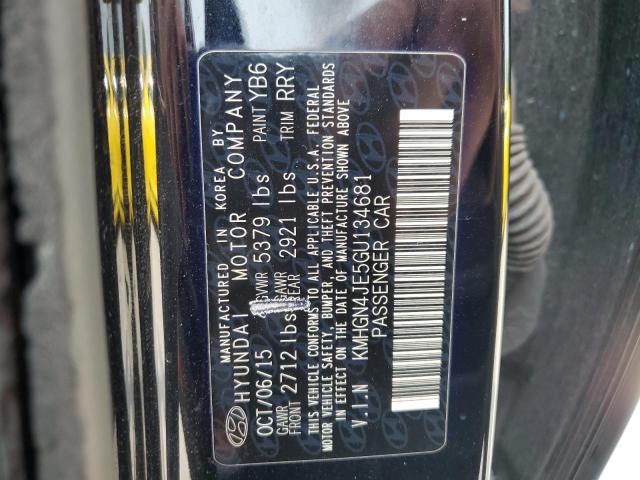 MANUFACTURED IN KOREA BY
HYUNDAI MOTOR COMPANY
OCT/06/15 GVWR 5379 lbs PAINT YB6
GAWR FRONT 2712 lbs GAWR REAR 2921 lbs TRIM RRY
THIS VEHICLE CONFORMS TO ALL APPLICABLE U.S.A. FEDERAL
MOTOR VEHICLE SAFETY, BUMPER, AND THEFT PREVENTION STANDARDS
IN EFFECT ON THE DATE OF MANUFACTURE SHOWN ABOVE
V.I.N KMHGN4JE5GU134681
PASSENGER CAR